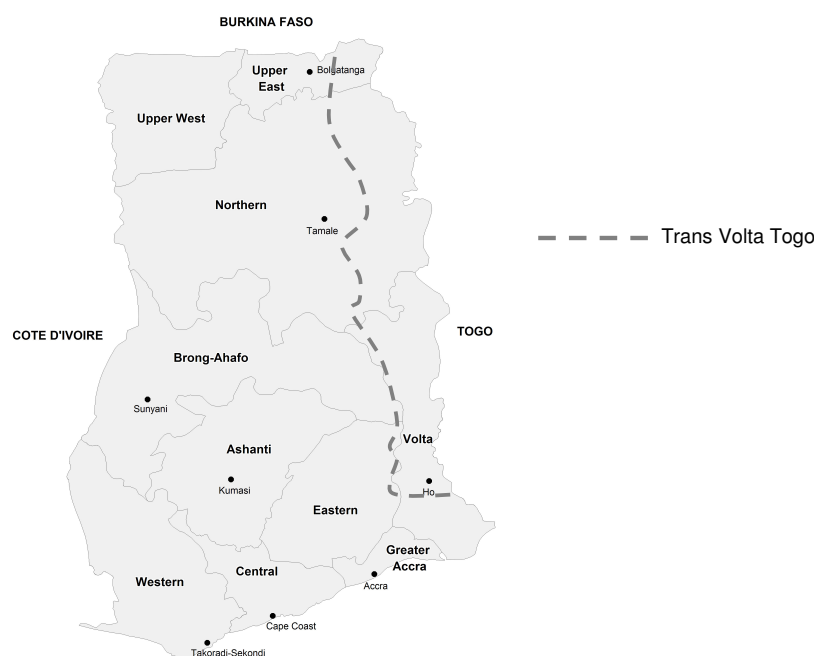 BURKINA FASO
Upper
East
Bolgatanga
Upper West
Northern
Tamale
Trans Volta Togo
COTE D'IVOIRE
TOGO
Brong-Ahafo
Sunyani
Volta
Ashanti
Kumasi
Ho
Eastern
Greater
Accra
Central
Western
Accra
Cape Coast
Takoradi-Sekondi